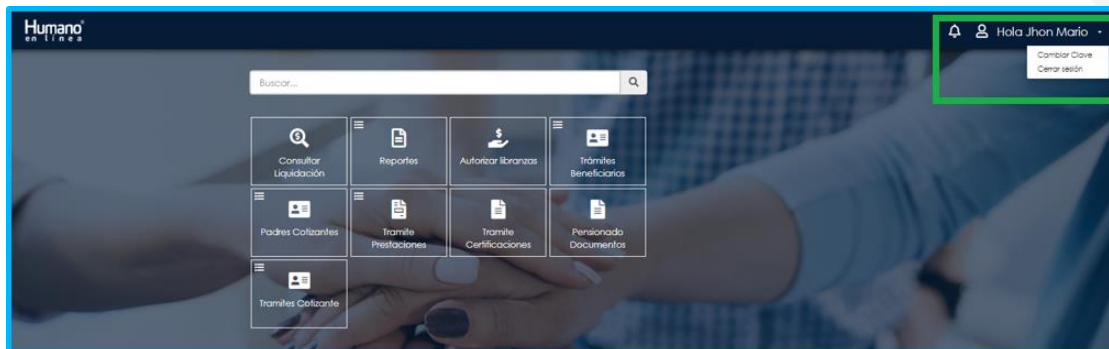 Humano
en línea
Hola Jhon Mario
Cambiar Clave
Cerrar sesión
Buscar...
Consultar
Liquidación
Reportes
Autorizar libranzas
Trámites
Beneficiarios
Padres Cotizantes
Tramite
Prestaciones
Tramite
Certificaciones
Pensionado
Documentos
Tramites Cotizante